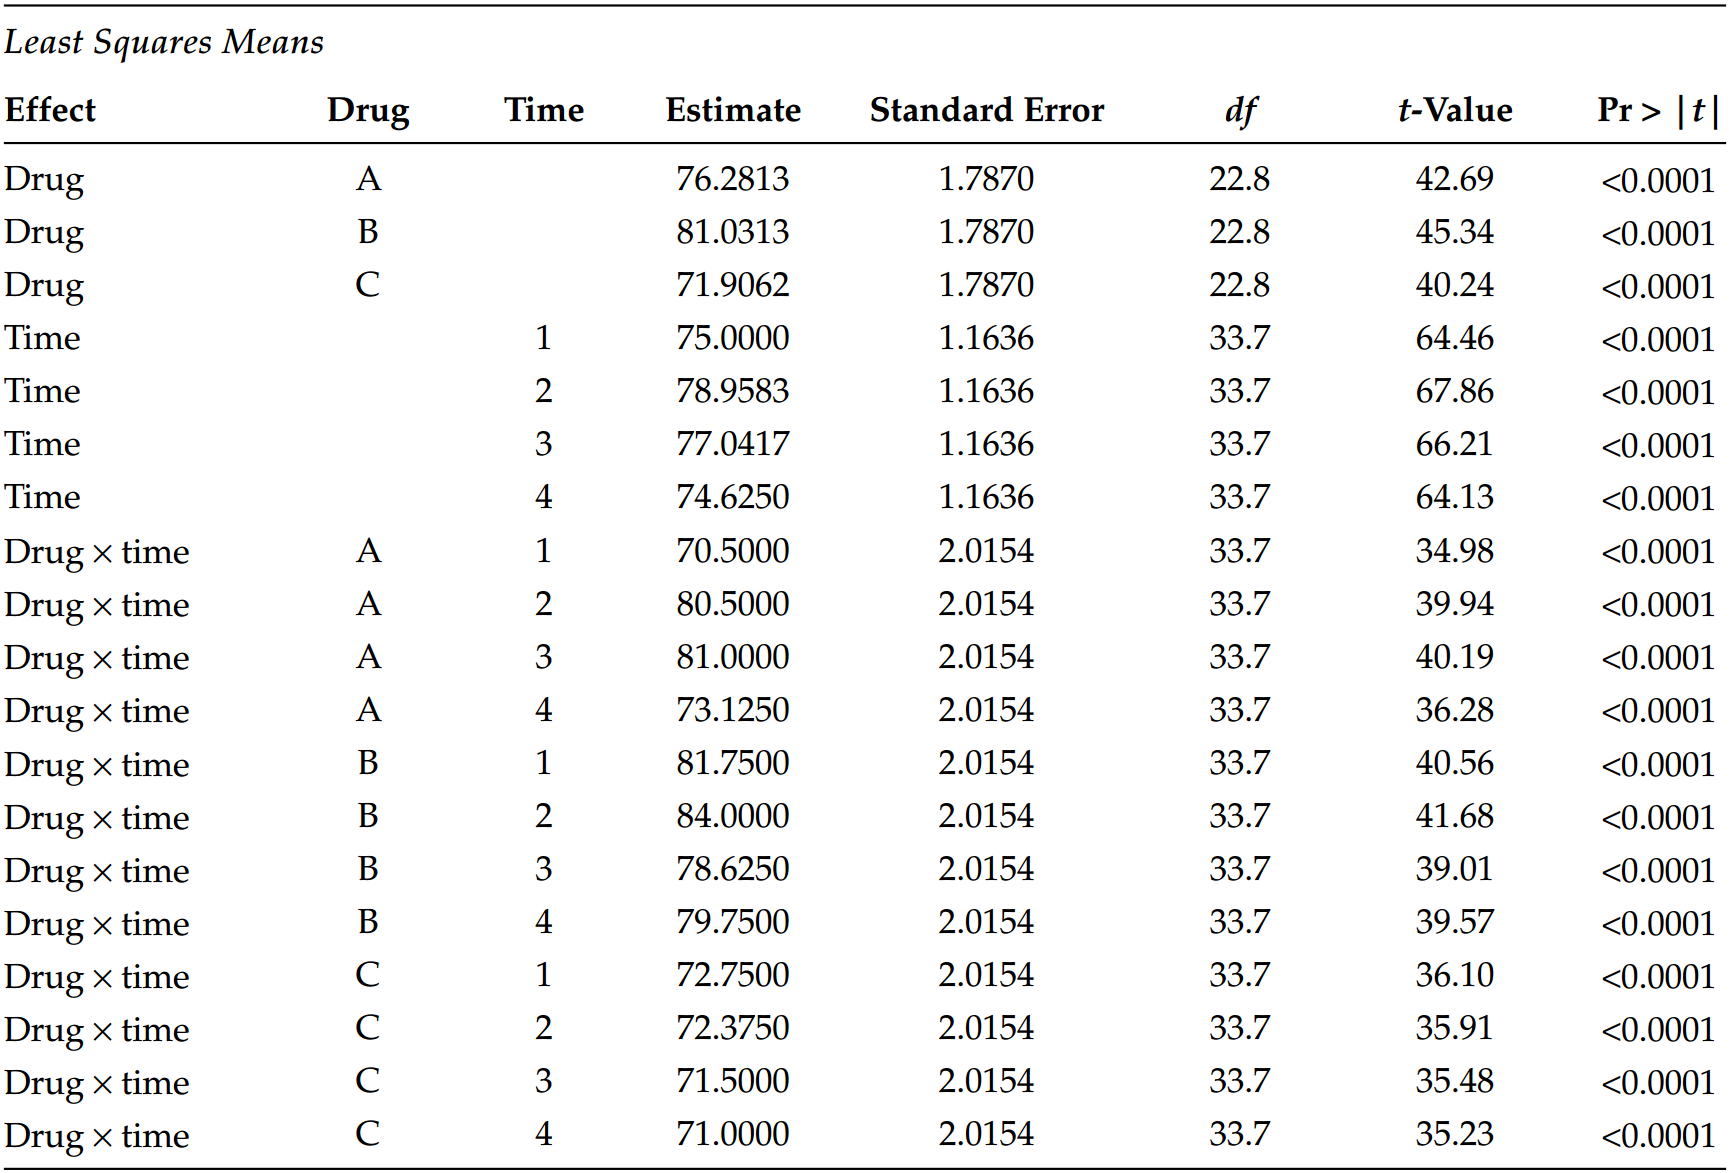 Least Squares Means
Effect Drug Time Estimate Standard Error df t-Value Pr > |t|
Drug A 76.2813 1.7870 22.8 42.69 <0.0001
Drug B 81.0313 1.7870 22.8 45.34 <0.0001
Drug C 71.9062 1.7870 22.8 40.24 <0.0001
Time 1 75.0000 1.1636 33.7 64.46 <0.0001
Time 2 78.9583 1.1636 33.7 67.86 <0.0001
Time 3 77.0417 1.1636 33.7 66.21 <0.0001
Time 4 74.6250 1.1636 33.7 64.13 <0.0001
Drug × time A 1 70.5000 2.0154 33.7 34.98 <0.0001
Drug × time A 2 80.5000 2.0154 33.7 39.94 <0.0001
Drug × time A 3 81.0000 2.0154 33.7 40.19 <0.0001
Drug × time A 4 73.1250 2.0154 33.7 36.28 <0.0001
Drug × time B 1 81.7500 2.0154 33.7 40.56 <0.0001
Drug × time B 2 84.0000 2.0154 33.7 41.68 <0.0001
Drug × time B 3 78.6250 2.0154 33.7 39.01 <0.0001
Drug × time B 4 79.7500 2.0154 33.7 39.57 <0.0001
Drug × time C 1 72.7500 2.0154 33.7 36.10 <0.0001
Drug × time C 2 72.3750 2.0154 33.7 35.91 <0.0001
Drug × time C 3 71.5000 2.0154 33.7 35.48 <0.0001
Drug × time C 4 71.0000 2.0154 33.7 35.23 <0.0001